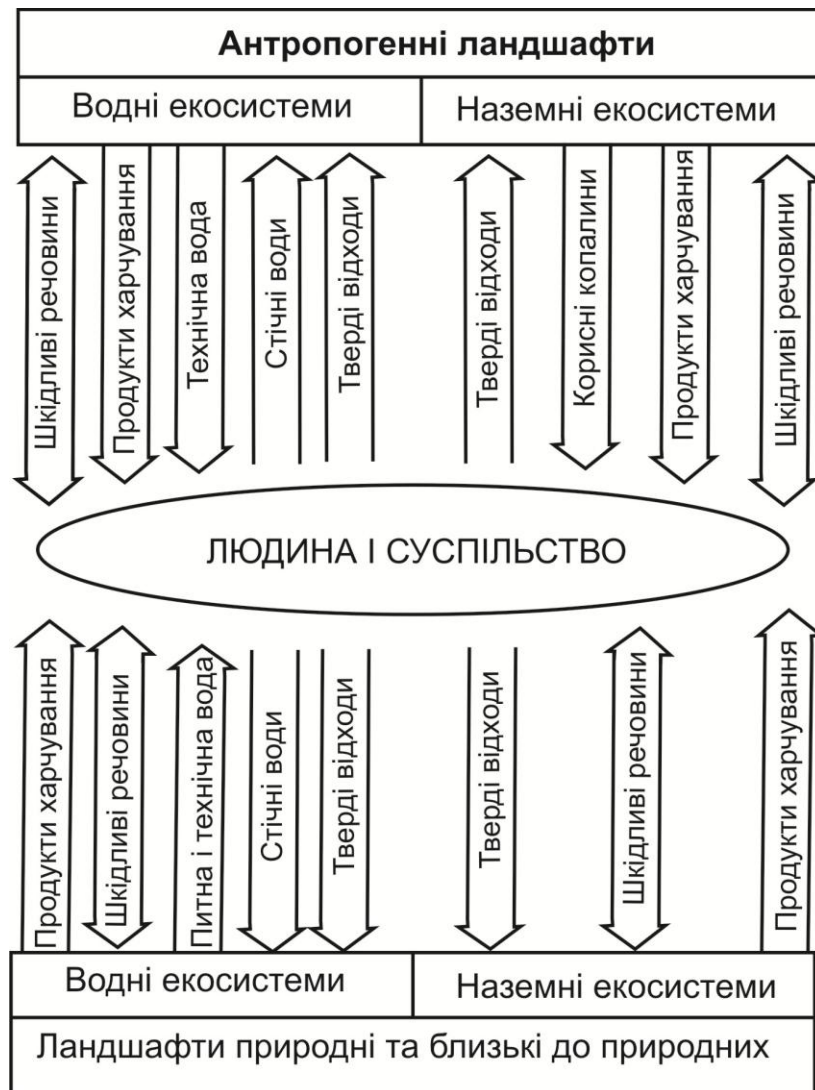 Антропогенні ландшафти
Водні екосистеми
Наземні екосистеми
Шкідливі речовини
Продукти харчування
Технічна вода
Стічні води
Тверді відходи
Тверді відходи
Корисні копалини
Продукти харчування
Шкідливі речовини
ЛЮДИНА І СУСПІЛЬСТВО
Продукти харчування
Шкідливі речовини
Питна і технічна вода
Стічні води
Тверді відходи
Тверді відходи
Шкідливі речовини
Продукти харчування
Водні екосистеми
Наземні екосистеми
Ландшафти природні та близькі до природних